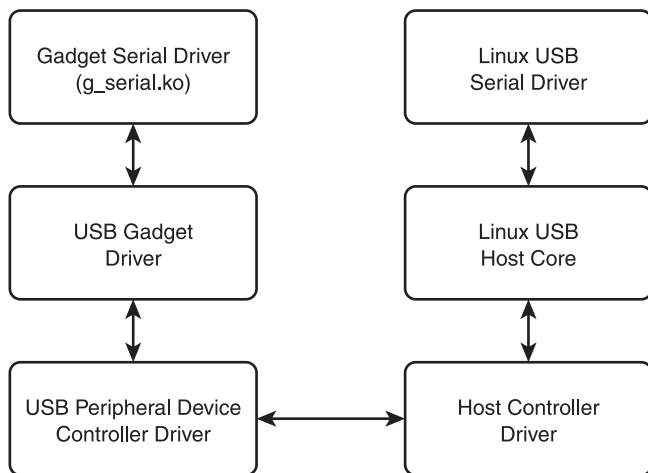 Gadget Serial Driver
(g_serial.ko)
Linux USB
Serial Driver
USB Gadget
Driver
Linux USB
Host Core
USB Peripheral Device
Controller Driver
Host Controller
Driver